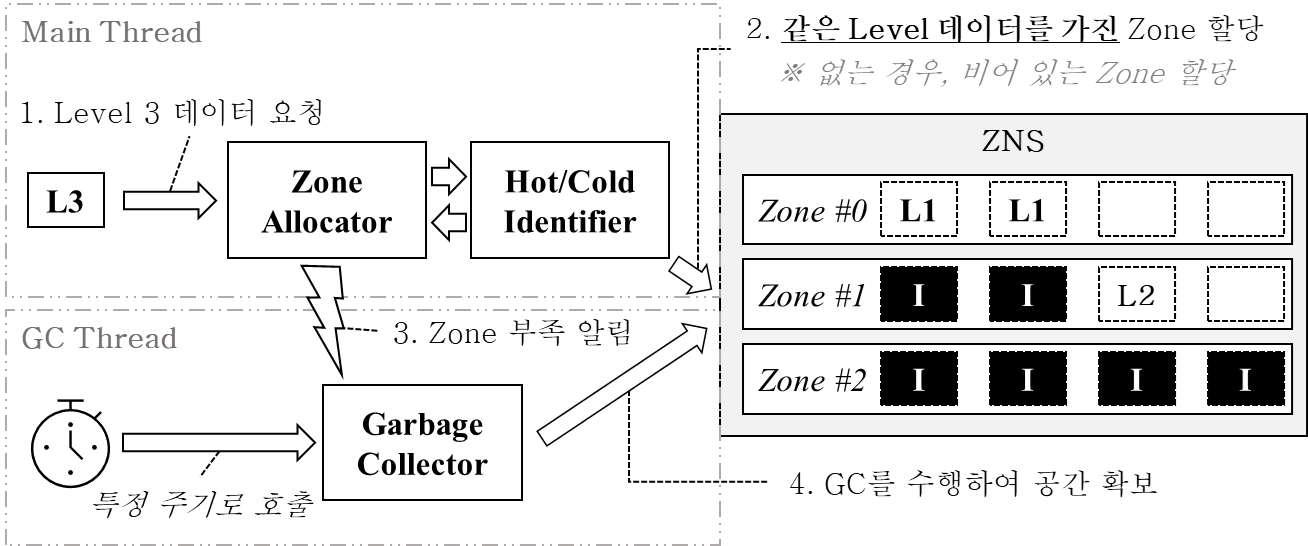 Main Thread
1. Level 3 데이터 요청
L3
Zone
Allocator
Hot/Cold
Identifier
2. 같은 Level 데이터를 가진 Zone 할당
※ 없는 경우, 비어 있는 Zone 할당
ZNS
Zone #0 L1 L1
Zone #1 I I L2
Zone #2 I I I I
GC Thread
3. Zone 부족 알림
Garbage
Collector
특정 주기로 호출
4. GC를 수행하여 공간 확보